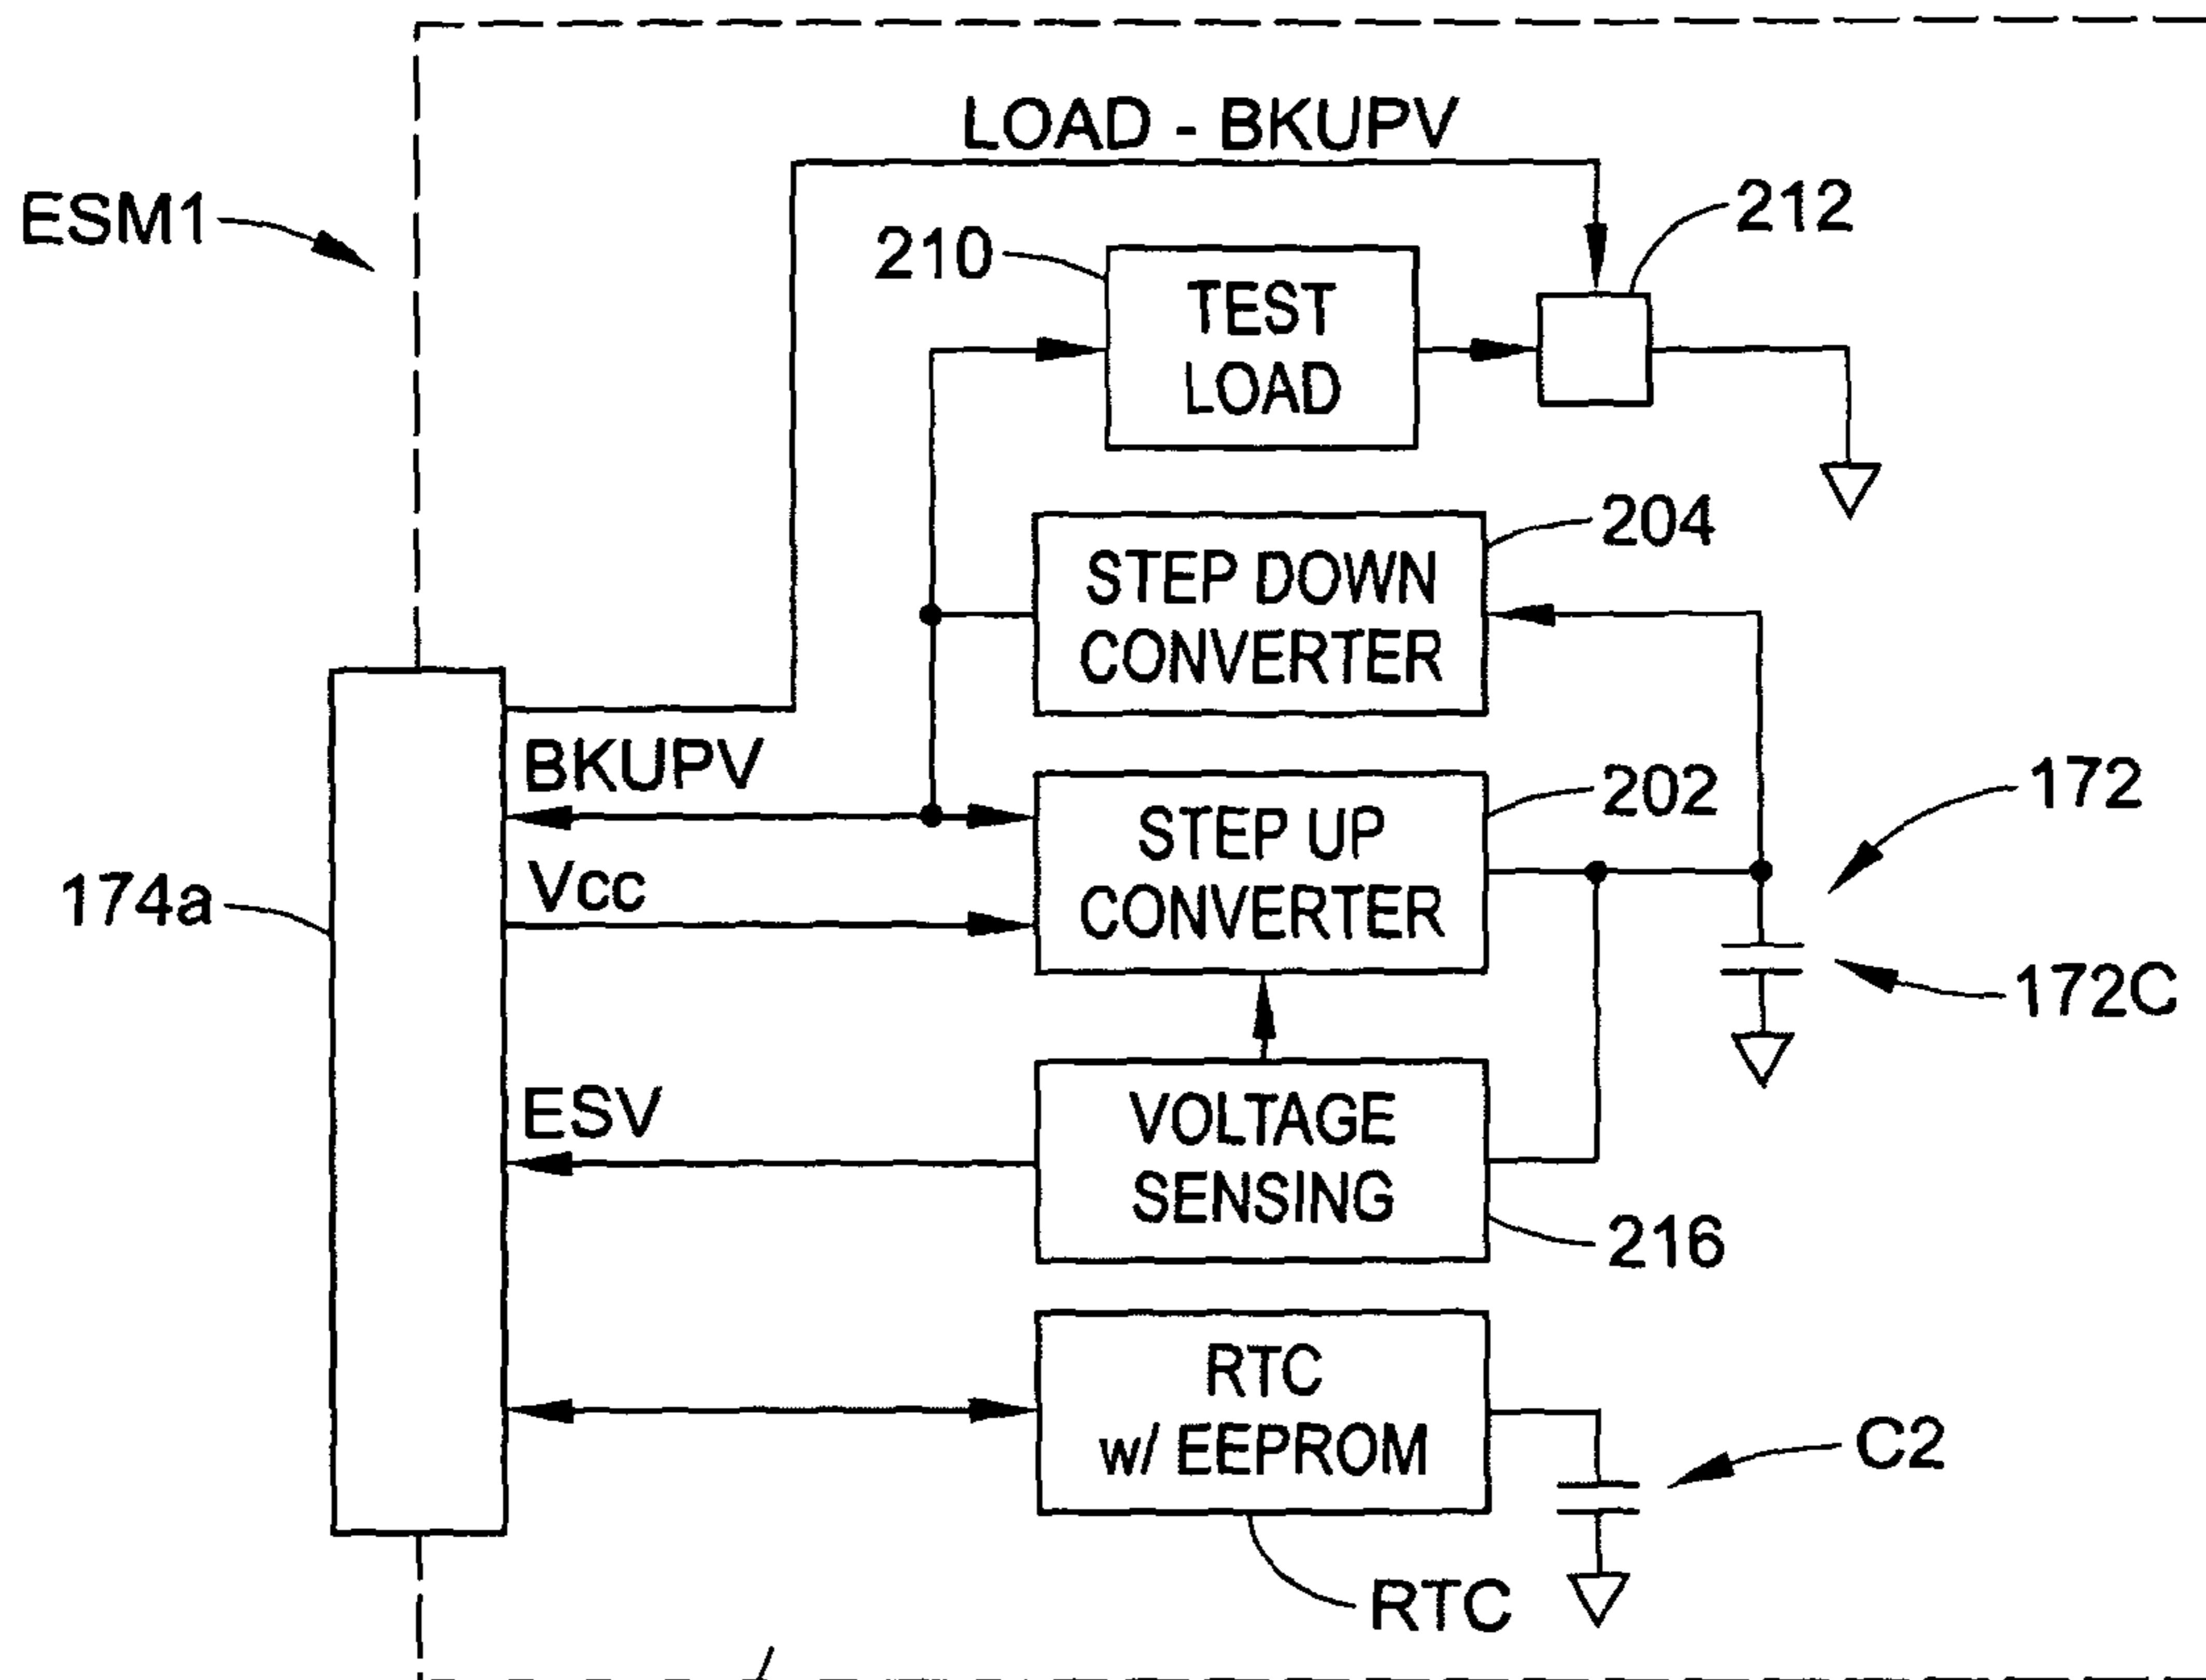 LOAD - BKUPV
ESM1
212
210
TEST
LOAD
204
STEP DOWN
CONVERTER
BKUPV
172
202
STEP UP
CONVERTER
Vcc
174a
172C
ESV
VOLTAGE
SENSING
216
RTC
w/ EEPROM
C2
RTC